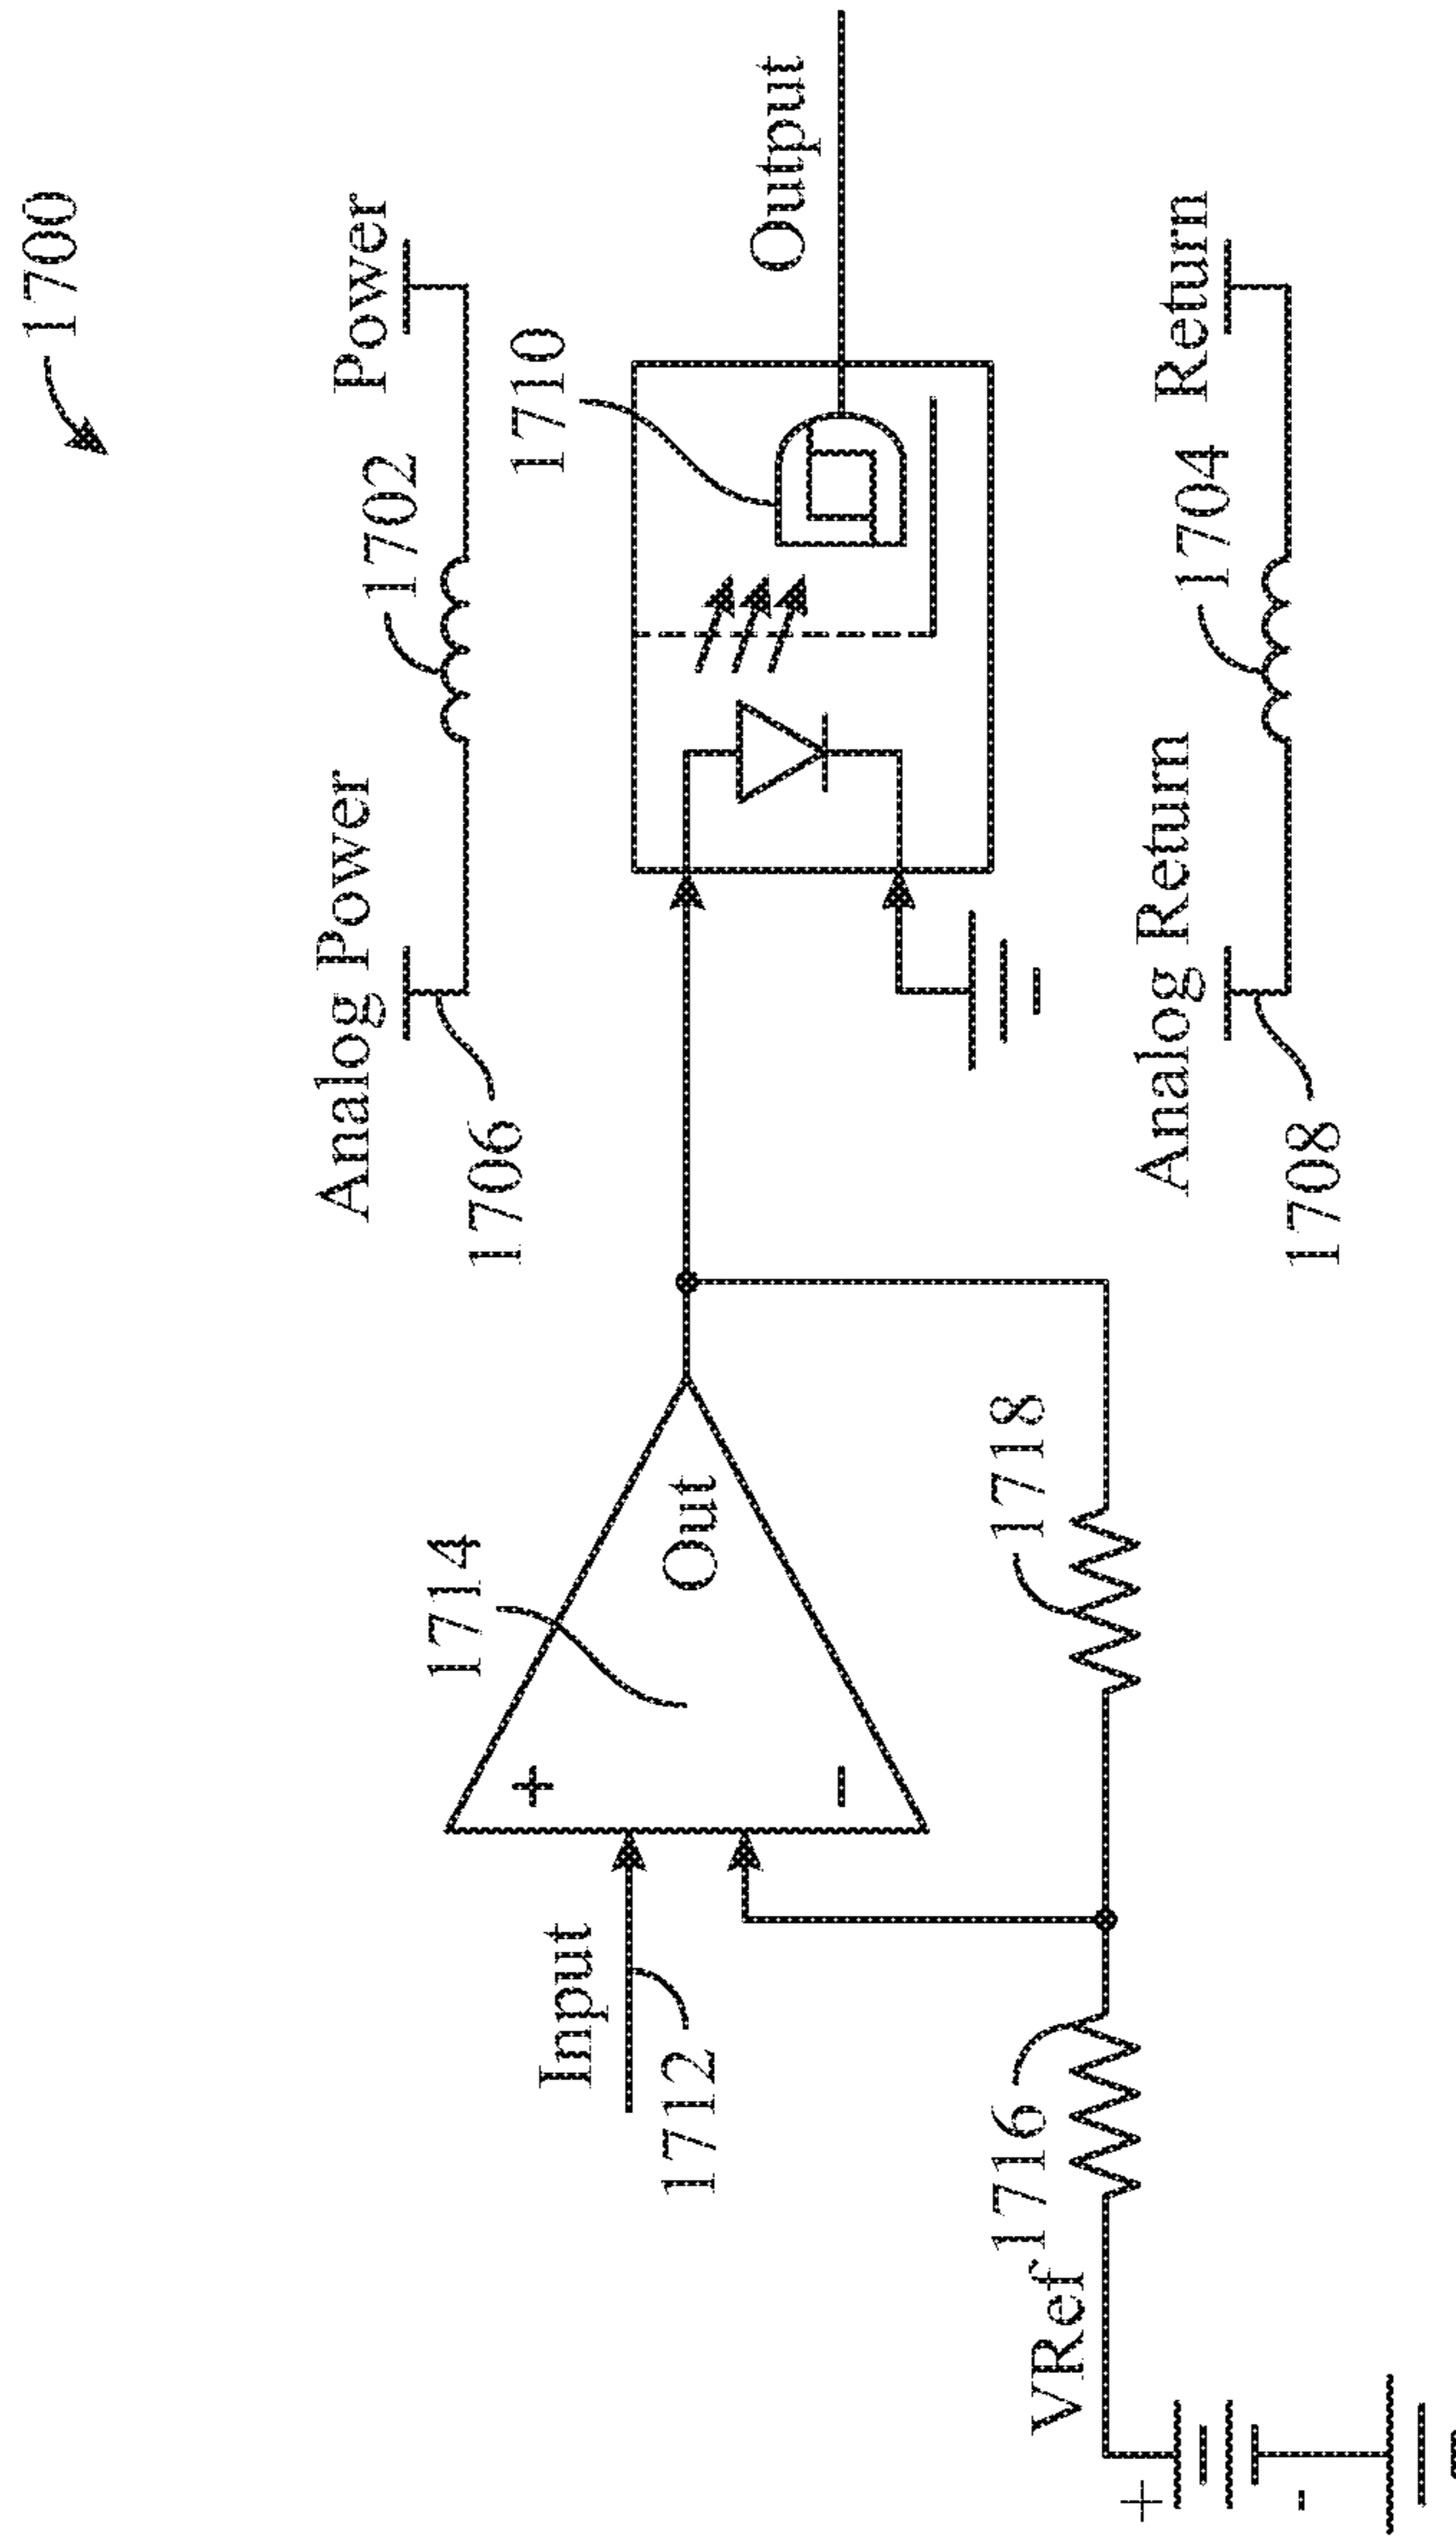 1700
Analog Power
1702
Power
1706
1714
+
Out
-
Input
1712
1710
Output
VRef
1716
1718
Analog Return
1704
Return
1708
+
-